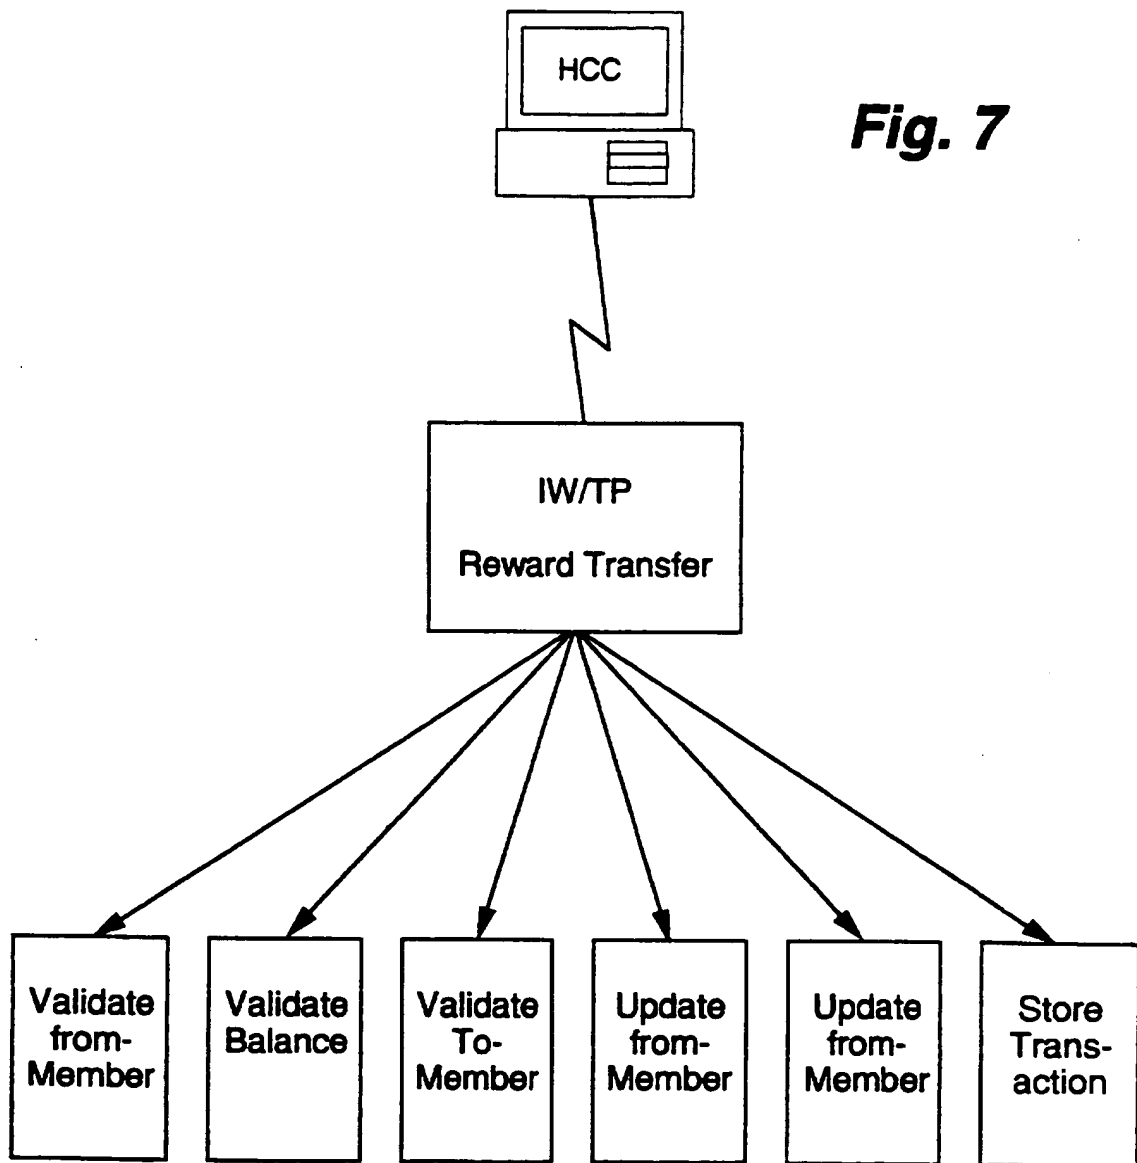 HCC
Fig. 7
IW/TP
Reward Transfer
Validate
from-
Member
Validate
Balance
Validate
To-
Member
Update
from-
Member
Update
from-
Member
Store
Trans-
action